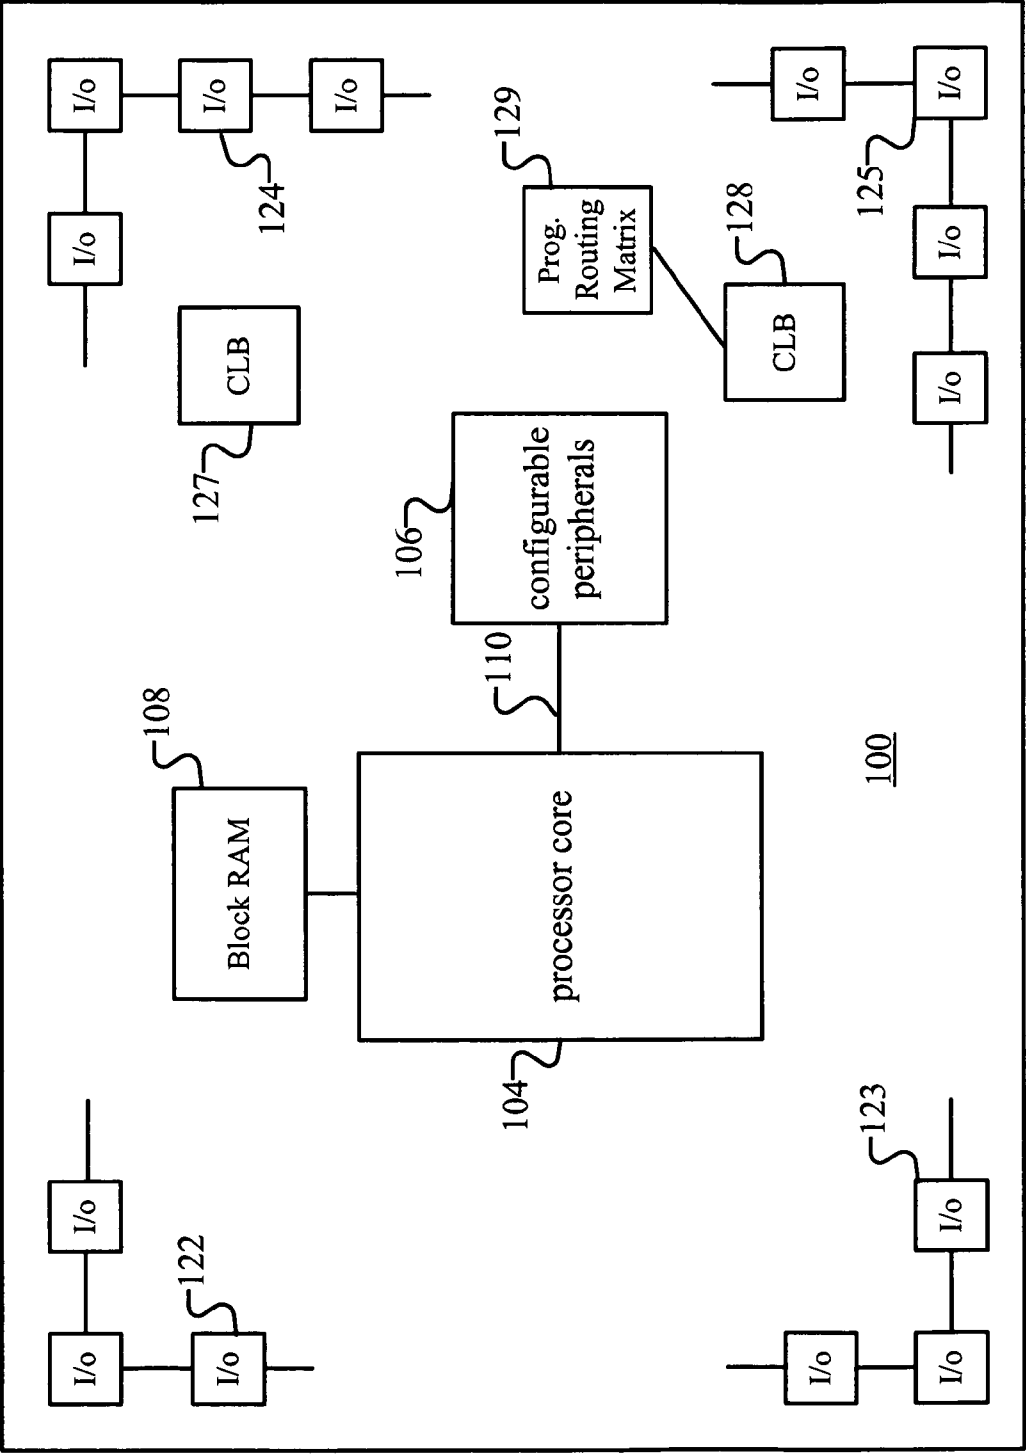 I/o
I/o
I/o
I/o
108
122
127
I/o
I/o
Block RAM
CLB
124
I/o
106
110
129
104
configurable
peripherals
processor core
Prog.
Routing
Matrix
128
CLB
I/o
I/o
123
100
125
I/o
I/o
I/o
I/o
I/o